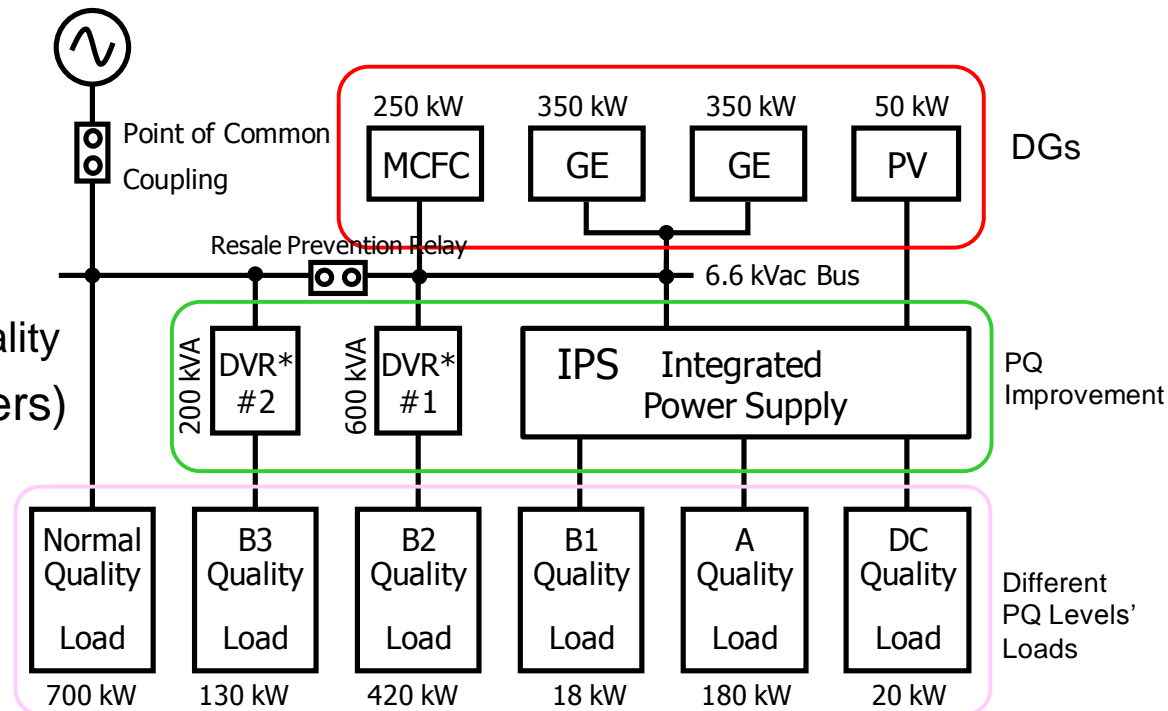 250 kW
350 kW
350 kW
50 kW
Point of Common
Coupling
MCFC
GE
GE
PV
DGs
Resale Prevention Relay
6.6 kVac Bus
ality
ers)
200 kVA
DVR*
#2
600 kVA
DVR*
#1
IPS
Integrated
Power Supply
PQ
Improvement
Normal
Quality
Load
B3
Quality
Load
B2
Quality
Load
B1
Quality
Load
A
Quality
Load
DC
Quality
Load
Different
PQ Levels’
Loads
700 kW
130 kW
420 kW
18 kW
180 kW
20 kW